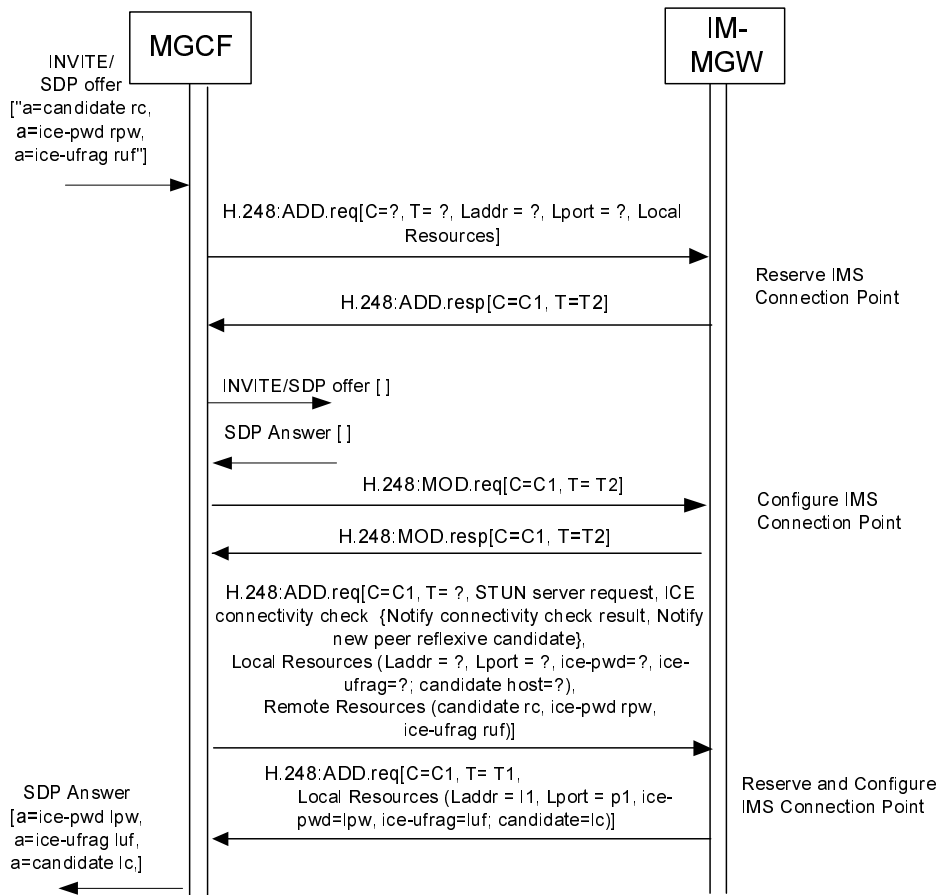 MGCF
IM-
MGW
INVITE/
SDP offer
["a=candidate rc,
a=ice-pwd rpw,
a=ice-ufrag ruf"]
H.248:ADD.req[C=?, T= ?, Laddr = ?, Lport = ?, Local
Resources]
Reserve IMS
Connection Point
H.248:ADD.resp[C=C1, T=T2]
INVITE/SDP offer [ ]
SDP Answer [ ]
H.248:MOD.req[C=C1, T= T2]
Configure IMS
Connection Point
H.248:MOD.resp[C=C1, T=T2]
H.248:ADD.req[C=C1, T= ?, STUN server request, ICE
connectivity check {Notify connectivity check result, Notify
new peer reflexive candidate},
Local Resources (Laddr = ?, Lport = ?, ice-pwd=?, ice-
ufrag=?; candidate host=?),
Remote Resources (candidate rc, ice-pwd rpw,
ice-ufrag ruf)]
H.248:ADD.req[C=C1, T= T1,
Local Resources (Laddr = l1, Lport = p1, ice-
pwd=lpw, ice-ufrag=luf; candidate=lc)]
Reserve and Configure
IMS Connection Point
SDP Answer
[a=ice-pwd lpw,
a=ice-ufrag luf,
a=candidate lc,]